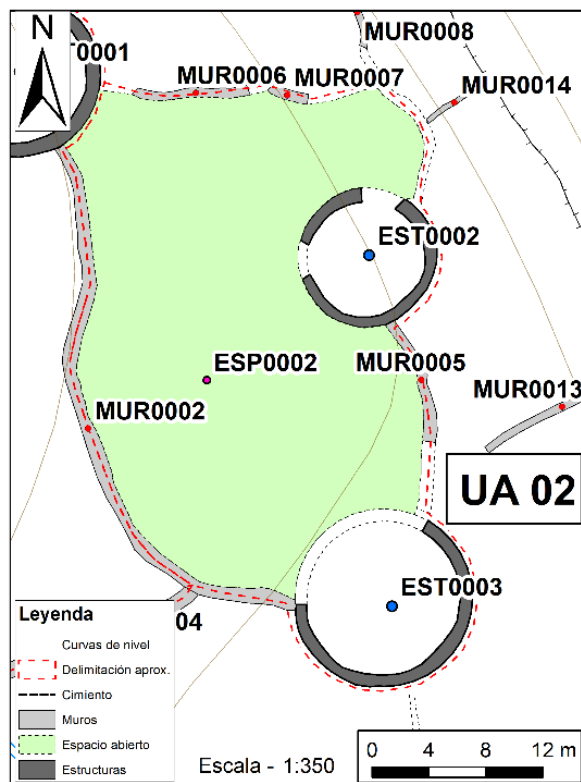 N
MUR0008
T0001
MUR0006
MUR0007
MUR0014
EST0002
ESP0002
MUR0005
MUR0002
MUR0013
UA 02
EST0003
04
Leyenda
Curvas de nivel
Delimitación aprox.
Cimiento
Muros
Espacio abierto
Estructuras
Escala - 1:350
0 4 8 12 m